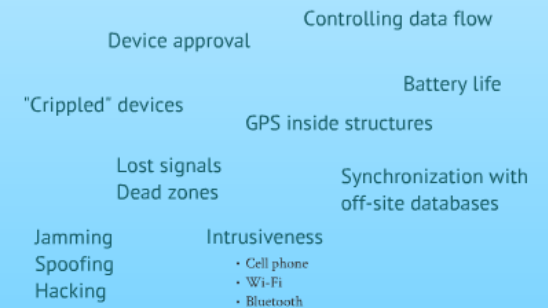 Controlling data flow
Device approval
Battery life
"Crippled" devices
GPS inside structures
Lost signals
Dead zones
Synchronization with
off-site databases
Jamming
Spoofing
Hacking
Intrusiveness
• Cell phone
• Wi-Fi
• Bluetooth